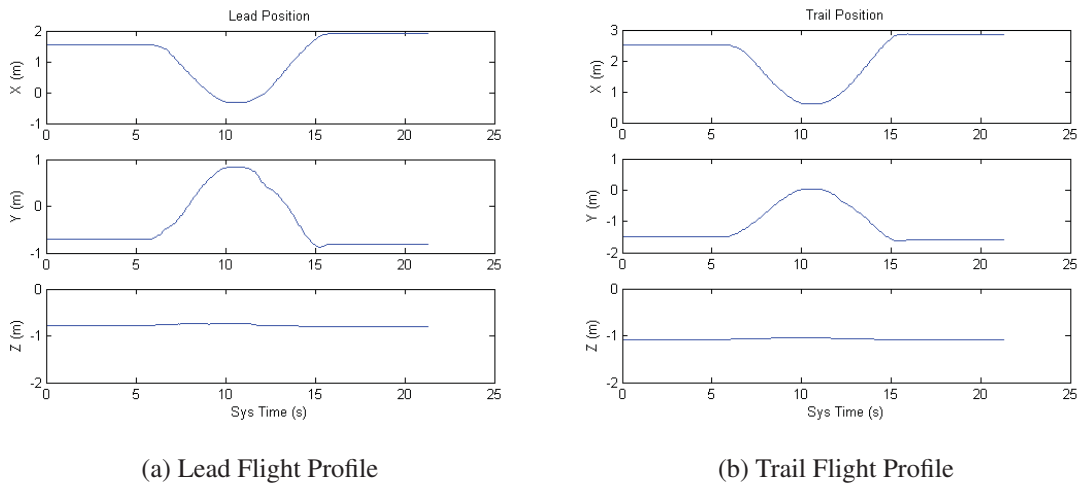 Lead Position
X (m)
2
1
0
-1
0 5 10 15 20 25
Y (m)
1
0
-1
0 5 10 15 20 25
Z (m)
0
-1
-2
0 5 10 15 20 25
Sys Time (s)
(a) Lead Flight Profile
Trail Position
X (m)
3
2
1
0
0 5 10 15 20 25
Y (m)
1
0
-1
-2
0 5 10 15 20 25
Z (m)
0
-1
-2
0 5 10 15 20 25
Sys Time (s)
(b) Trail Flight Profile